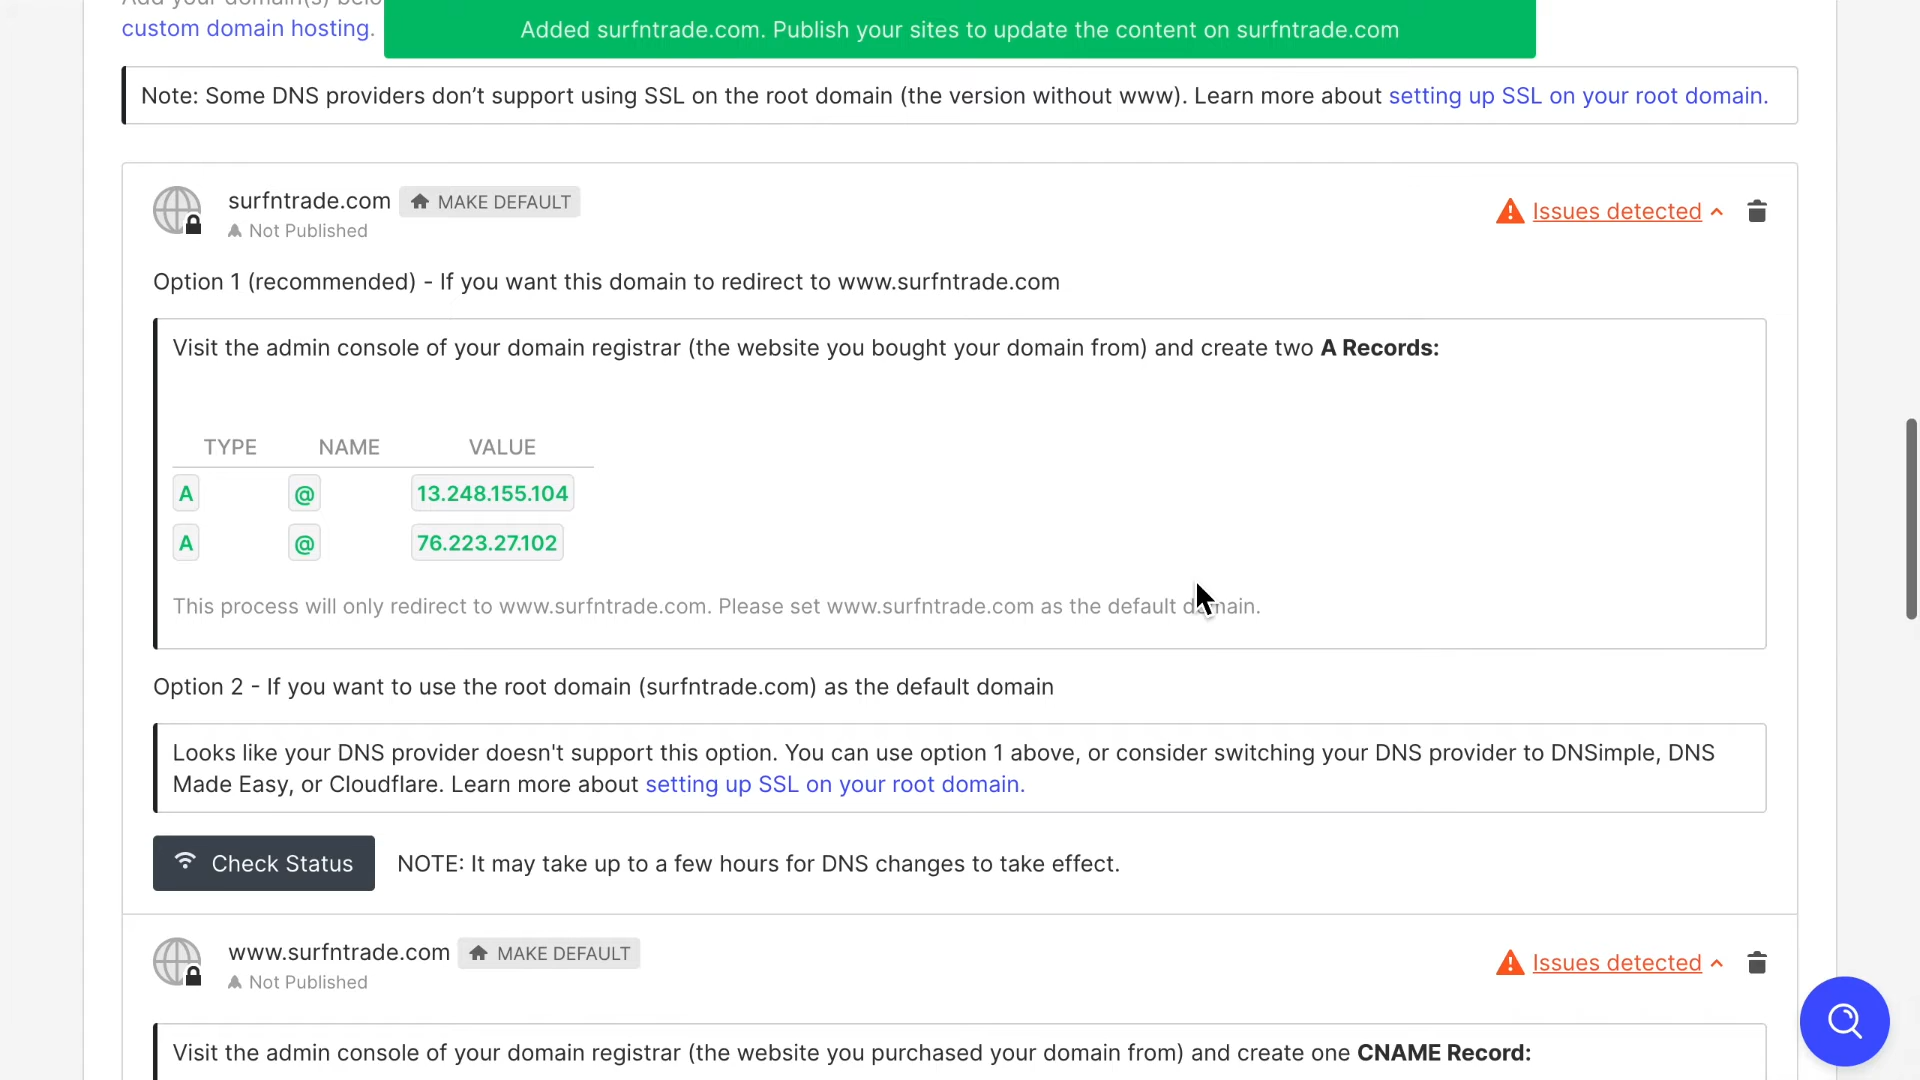 Add your domain(s) belo
custom domain hosting.
Added surfntrade.com. Publish your sites to update the content on surfntrade.com
Note: Some DNS providers don’t support using SSL on the root domain (the version without www). Learn more about setting up SSL on your root domain.
surfntrade.com MAKE DEFAULT
Not Published
Issues detected
Option 1 (recommended) - If you want this domain to redirect to www.surfntrade.com
Visit the admin console of your domain registrar (the website you bought your domain from) and create two A Records:
TYPE NAME VALUE
A @ 13.248.155.104
A @ 76.223.27.102
This process will only redirect to www.surfntrade.com. Please set www.surfntrade.com as the default domain.
Option 2 - If you want to use the root domain (surfntrade.com) as the default domain
Looks like your DNS provider doesn't support this option. You can use option 1 above, or consider switching your DNS provider to DNSimple, DNS
Made Easy, or Cloudflare. Learn more about setting up SSL on your root domain.
Check Status NOTE: It may take up to a few hours for DNS changes to take effect.
www.surfntrade.com MAKE DEFAULT
Not Published
Issues detected
Visit the admin console of your domain registrar (the website you purchased your domain from) and create one CNAME Record: